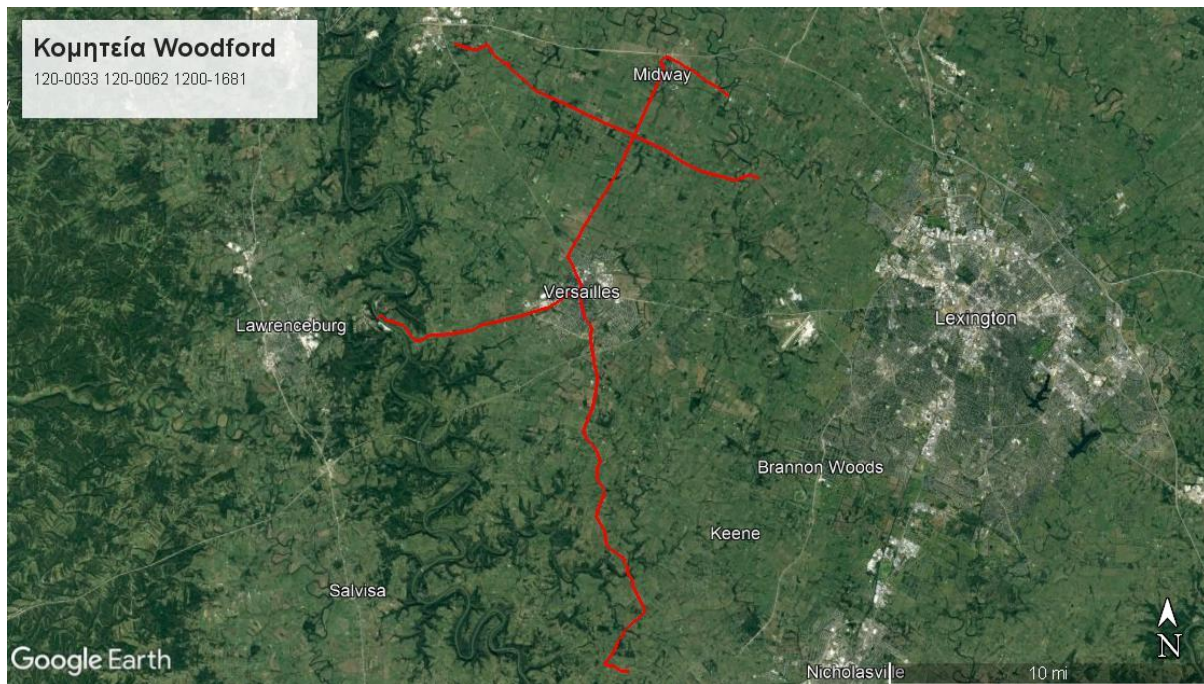 Κομητεία Woodford
120-0033 120-0062 1200-1681
Midway
Versailles
Lawrenceburg
Lexington
Brannon Woods
Keene
Salvisa
Nicholasville
10 mi
N
Google Earth